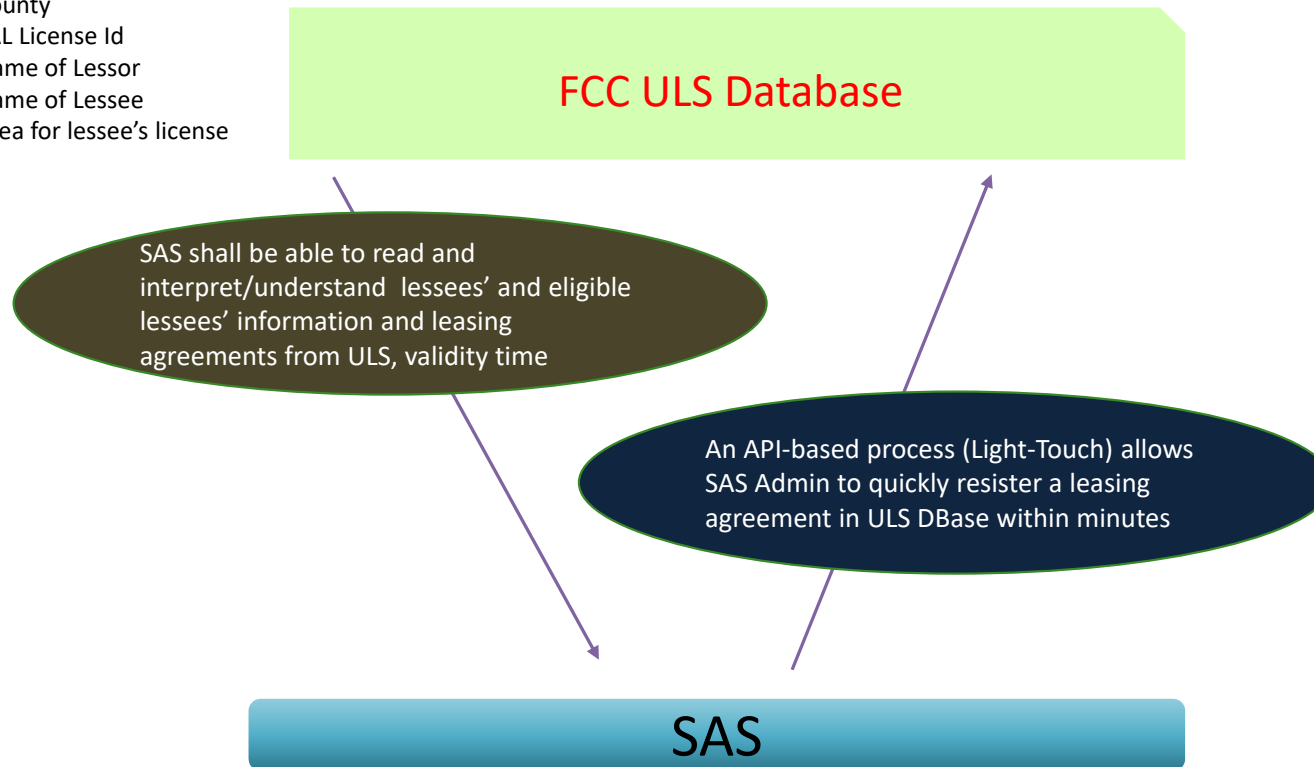 ounty
L License Id
ame of Lessor
ame of Lessee
ea for lessee’s license
FCC ULS Database
SAS shall be able to read and
interpret/understand lessees’ and eligible
lessees’ information and leasing
agreements from ULS, validity time
An API-based process (Light-Touch) allows
SAS Admin to quickly resister a leasing
agreement in ULS DBase within minutes
SAS